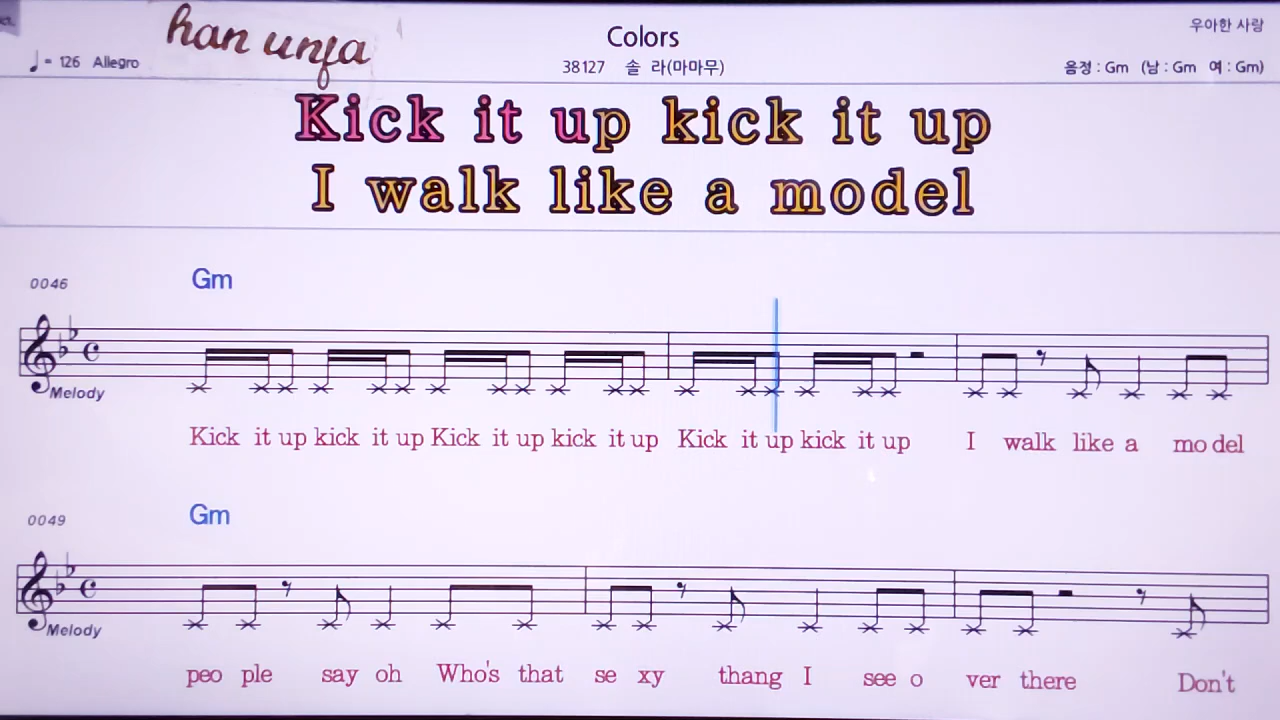 han unfa
Colors
우아한 사랑
♩= 126 Allegro
38127 솔 라(마마무)
음정 : Gm (남 : Gm 여 : Gm)
Kick it up kick it up
I walk like a model
0046
Gm
Melody
Kick it up kick it up Kick it up kick it up Kick it up kick it up I walk like a mo del
0049
Gm
Melody
peo ple say oh Who's that se xy thang I see o ver there Don't